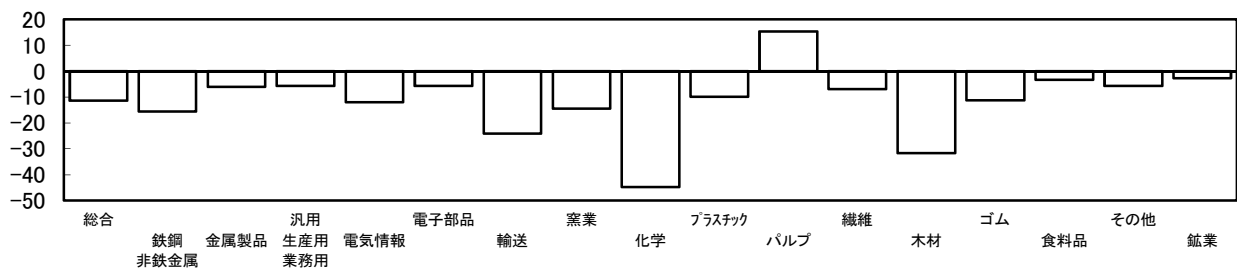 20
10
0
-10
-20
-30
-40
-50
総合
鉄鋼
非鉄金属
金属製品
汎用
生産用
業務用
電気情報
電子部品
輸送
窯業
化学
プラスチック
パルプ
繊維
木材
ゴム
食料品
その他
鉱業